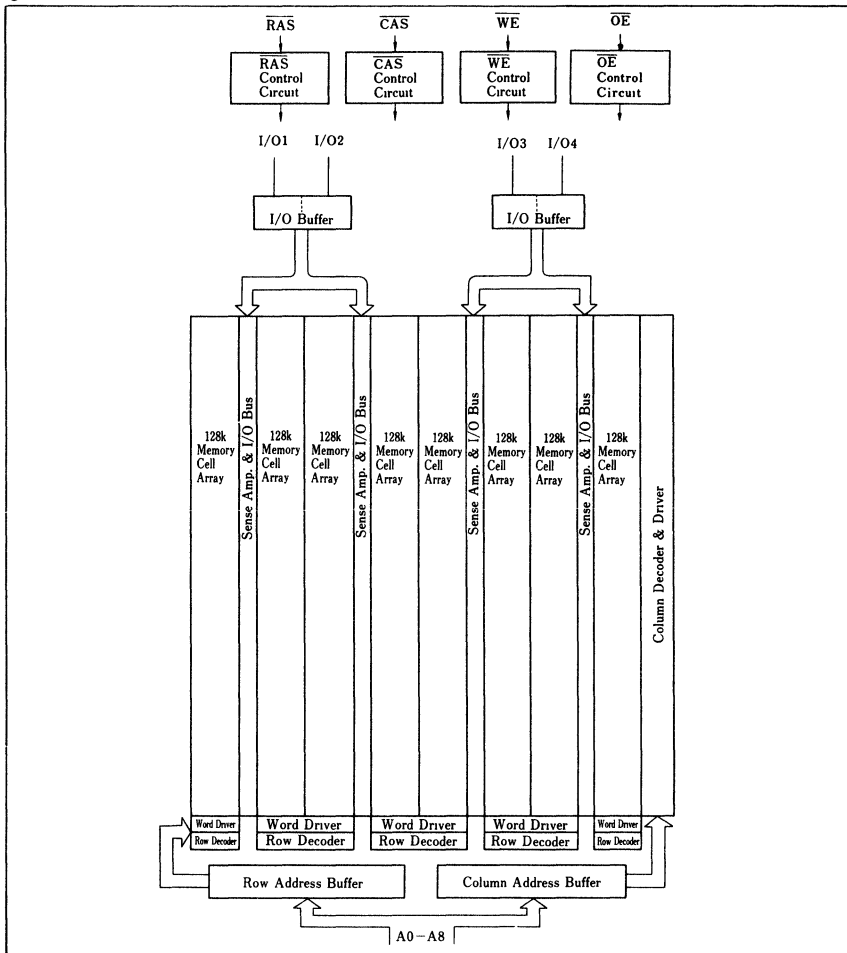 RAS CAS WE OE
RAS Control Circuit
CAS Control Circuit
WE Control Circuit
OE Control Circuit
I/O1 I/O2 I/O3 I/O4
I/O Buffer
I/O Buffer
128k Memory Cell Array
Sense Amp. & I/O Bus
128k Memory Cell Array
128k Memory Cell Array
Sense Amp. & I/O Bus
128k Memory Cell Array
128k Memory Cell Array
Sense Amp. & I/O Bus
128k Memory Cell Array
128k Memory Cell Array
Sense Amp. & I/O Bus
128k Memory Cell Array
Column Decoder & Driver
Word Driver Word Driver Word Driver Word Driver Word Driver
Row Decoder Row Decoder Row Decoder Row Decoder Row Decoder
Row Address Buffer Column Address Buffer
A0-A8